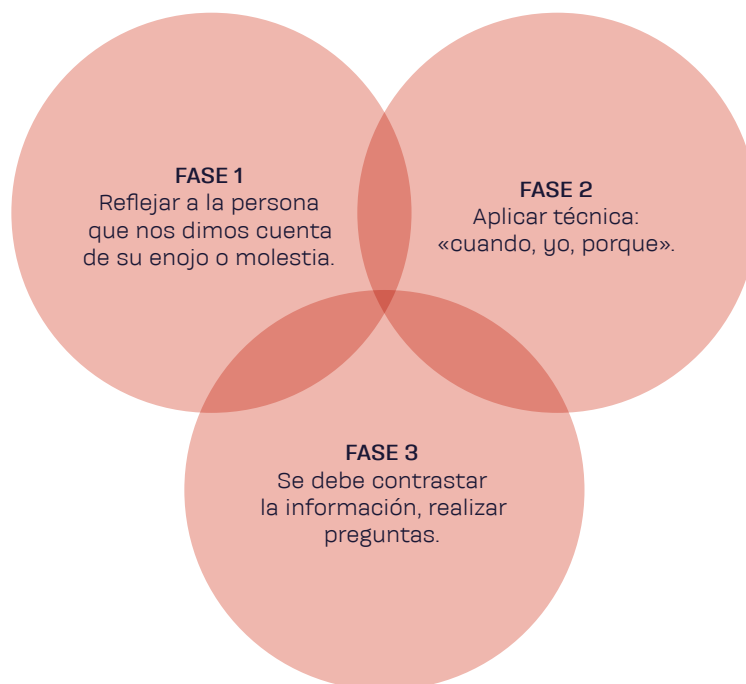 FASE 1
Reflejar a la persona
que nos dimos cuenta
de su enojo o molestia.
FASE 2
Aplicar técnica:
«cuando, yo, porque».
FASE 3
Se debe contrastar
la información, realizar
preguntas.